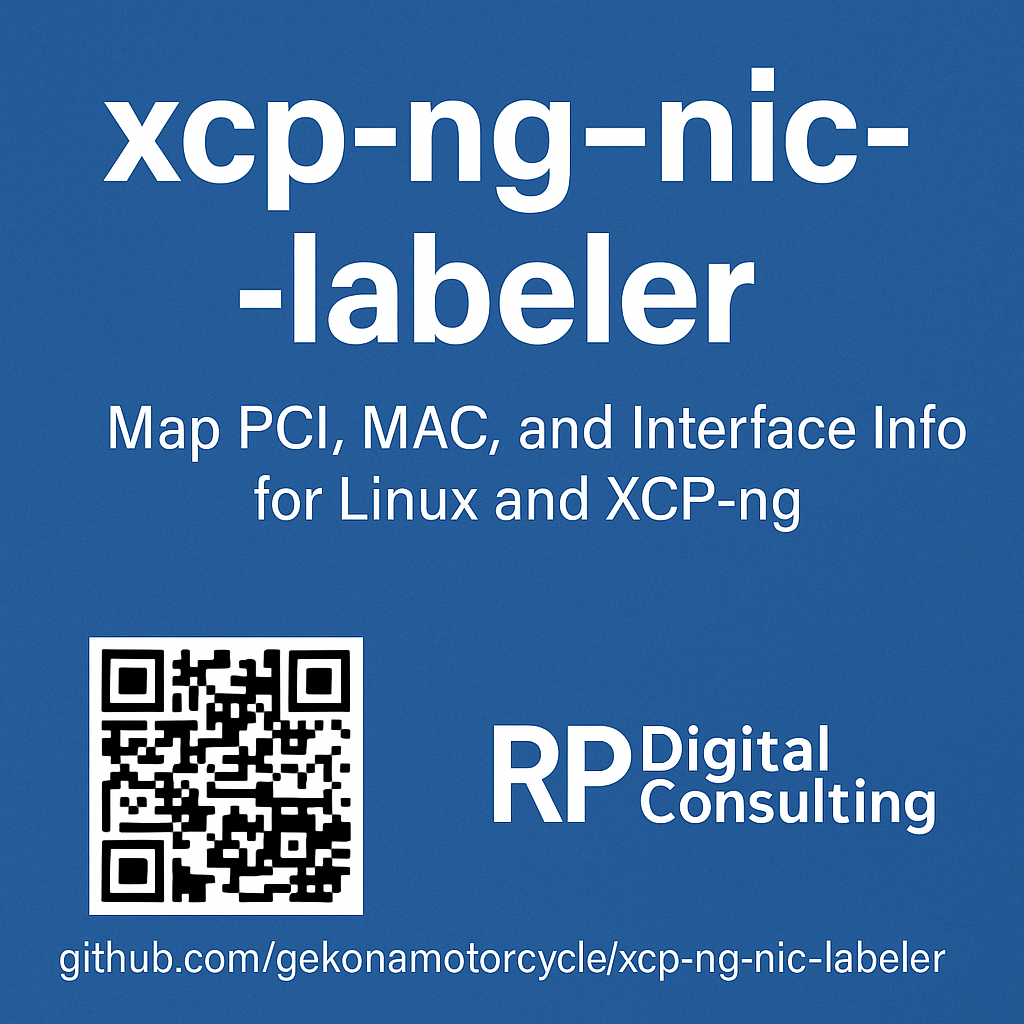 xcp-ng–nic-
-labeler
Map PCI, MAC, and Interface Info
for Linux and XCP-ng
RP Digital
Consulting
github.com/gekonamotorcycle/xcp-ng-nic-labeler